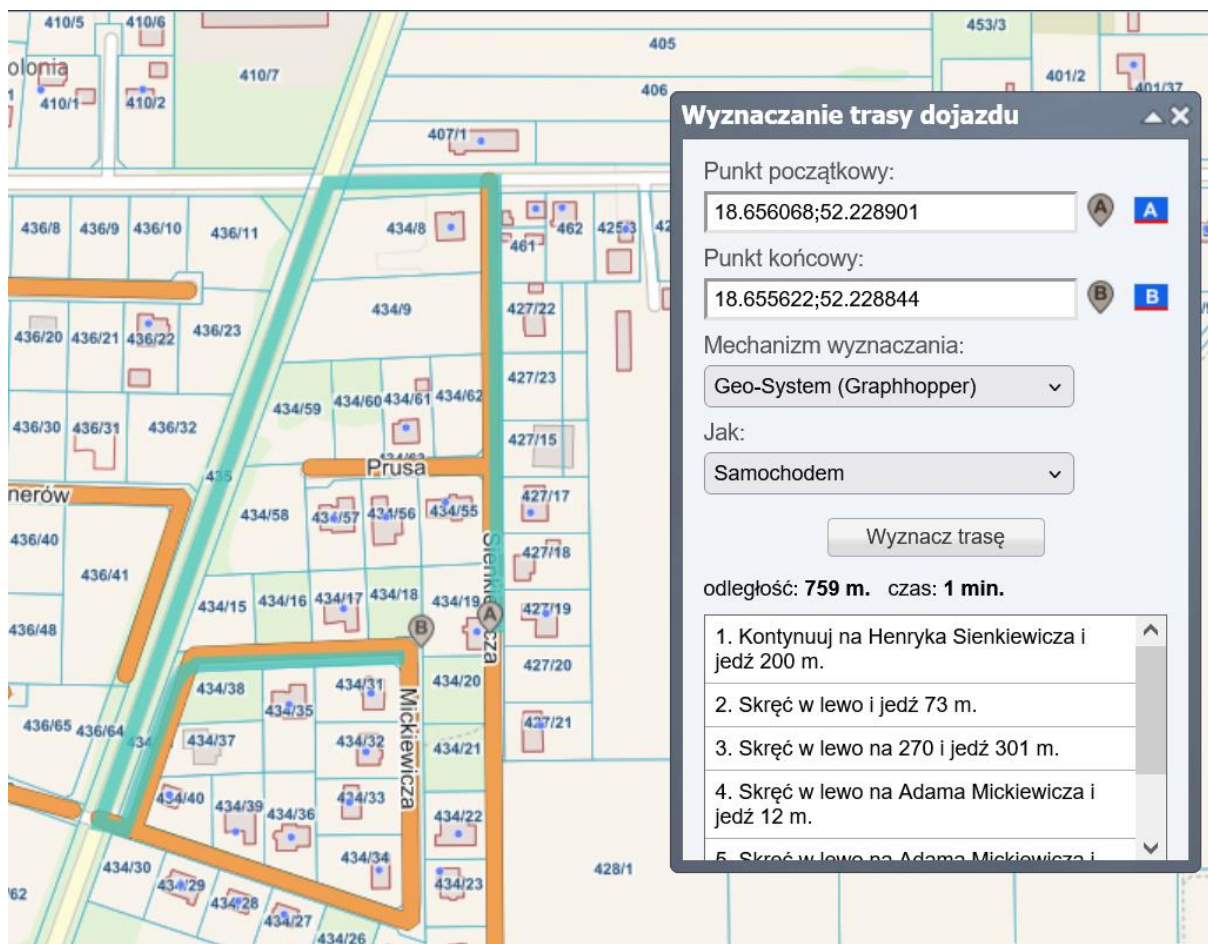 410/5
410/6
453/3
405
olonia
410/7
401/2
410/1
410/2
406
401/37
407/1
436/8
436/9
436/10
436/11
434/8
461
462
427/22
434/9
436/20
436/21
436/22
436/23
427/23
434/59
434/60
434/61
434/62
436/30
436/31
436/32
427/15
Prusa
435
nerów
427/17
434/58
434/57
434/56
434/55
436/40
427/18
436/41
Sienkiewicza
434/15
434/16
434/17
434/18
434/19
427/19
436/48
B
A
427/20
434/38
434/31
434/20
434/35
Mickiewicza
436/65
436/64
434/37
434/32
434/21
427/21
434/40
434/39
434/36
434/33
434/22
434/34
434/30
428/1
434/29
434/23
434/28
434/27
434/26
Wyznaczanie trasy dojazdu
Punkt początkowy:
18.656068;52.228901
A
A
Punkt końcowy:
18.655622;52.228844
B
B
Mechanizm wyznaczania:
Geo-System (Graphhopper)
Jak:
Samochodem
Wyznacz trasę
odległość: 759 m. czas: 1 min.
1. Kontynuuj na Henryka Sienkiewicza i
jedź 200 m.
2. Skręć w lewo i jedź 73 m.
3. Skręć w lewo na 270 i jedź 301 m.
4. Skręć w lewo na Adama Mickiewicza i
jedź 12 m.
5. Skręć w lewo na Adama Mickiewicza i